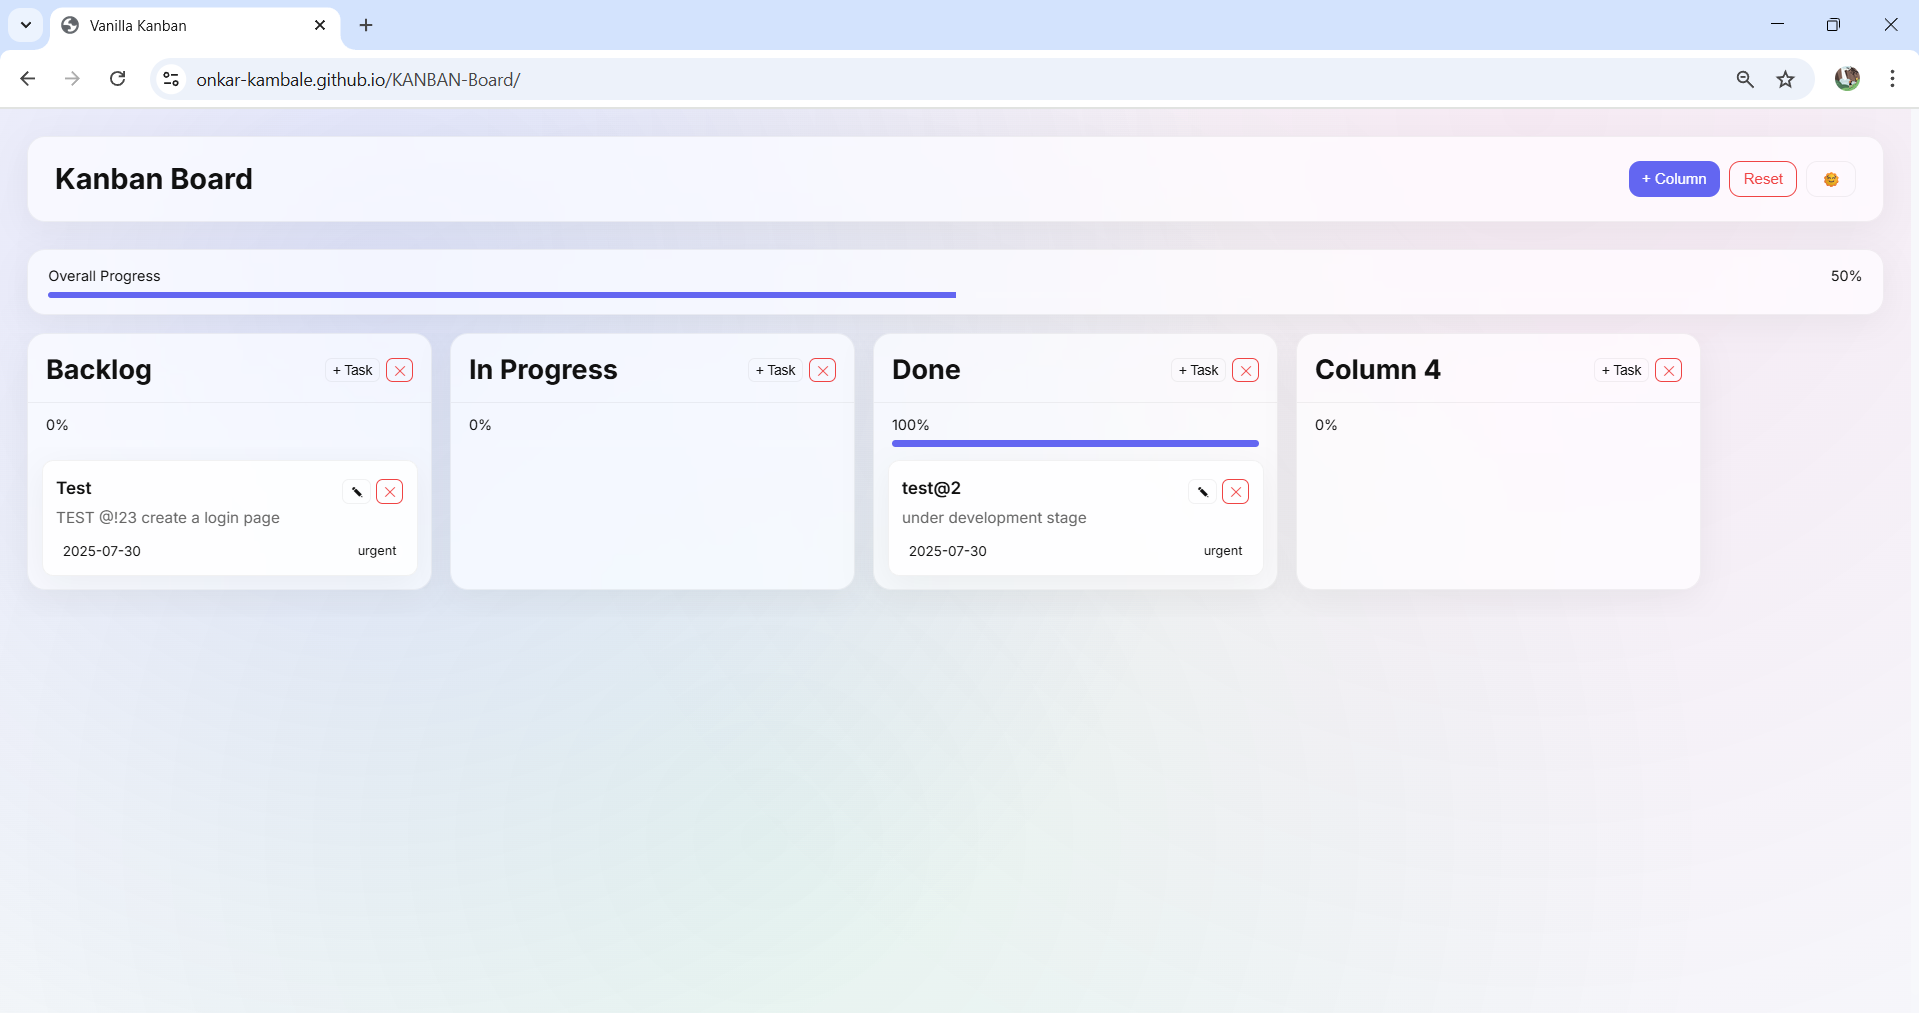 Vanilla Kanban
onkar-kambale.github.io/KANBAN-Board/
Kanban Board
+ Column
Reset
Overall Progress
50%
Backlog
+ Task
0%
Test
TEST @!23 create a login page
2025-07-30
urgent
In Progress
+ Task
0%
Done
+ Task
100%
test@2
under development stage
2025-07-30
urgent
Column 4
+ Task
0%